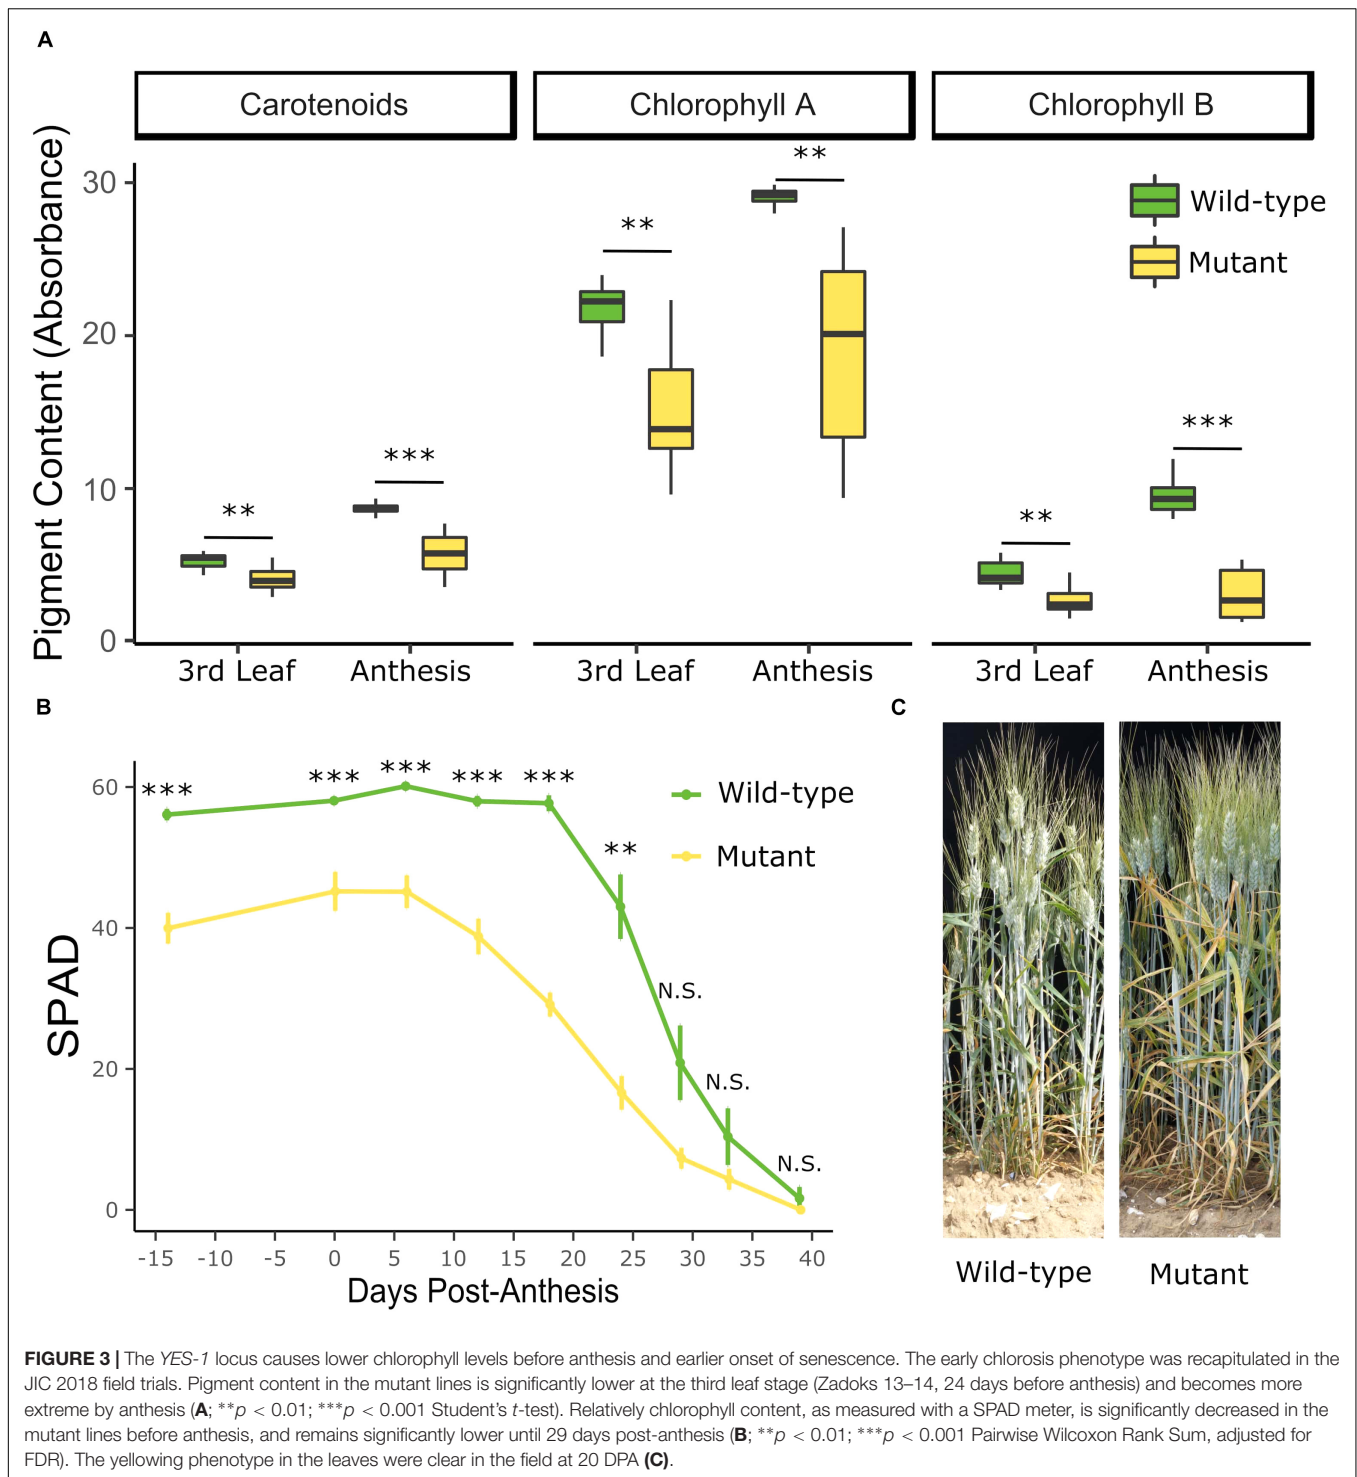 A
Carotenoids
Chlorophyll A
Chlorophyll B
Pigment Content (Absorbance)
30
20
10
0
**
***
**
**
**
***
Wild-type
Mutant
3rd Leaf
Anthesis
3rd Leaf
Anthesis
3rd Leaf
Anthesis
B
SPAD
60
40
20
0
***
***
***
***
***
**
N.S.
N.S.
N.S.
Wild-type
Mutant
-15
-10
-5
0
5
10
15
20
25
30
35
40
Days Post-Anthesis
C
Wild-type
Mutant
FIGURE 3 | The YES-1 locus causes lower chlorophyll levels before anthesis and earlier onset of senescence. The early chlorosis phenotype was recapitulated in the
JIC 2018 field trials. Pigment content in the mutant lines is significantly lower at the third leaf stage (Zadoks 13–14, 24 days before anthesis) and becomes more
extreme by anthesis (A; **p < 0.01; ***p < 0.001 Student's t-test). Relatively chlorophyll content, as measured with a SPAD meter, is significantly decreased in the
mutant lines before anthesis, and remains significantly lower until 29 days post-anthesis (B; **p < 0.01; ***p < 0.001 Pairwise Wilcoxon Rank Sum, adjusted for
FDR). The yellowing phenotype in the leaves were clear in the field at 20 DPA (C).